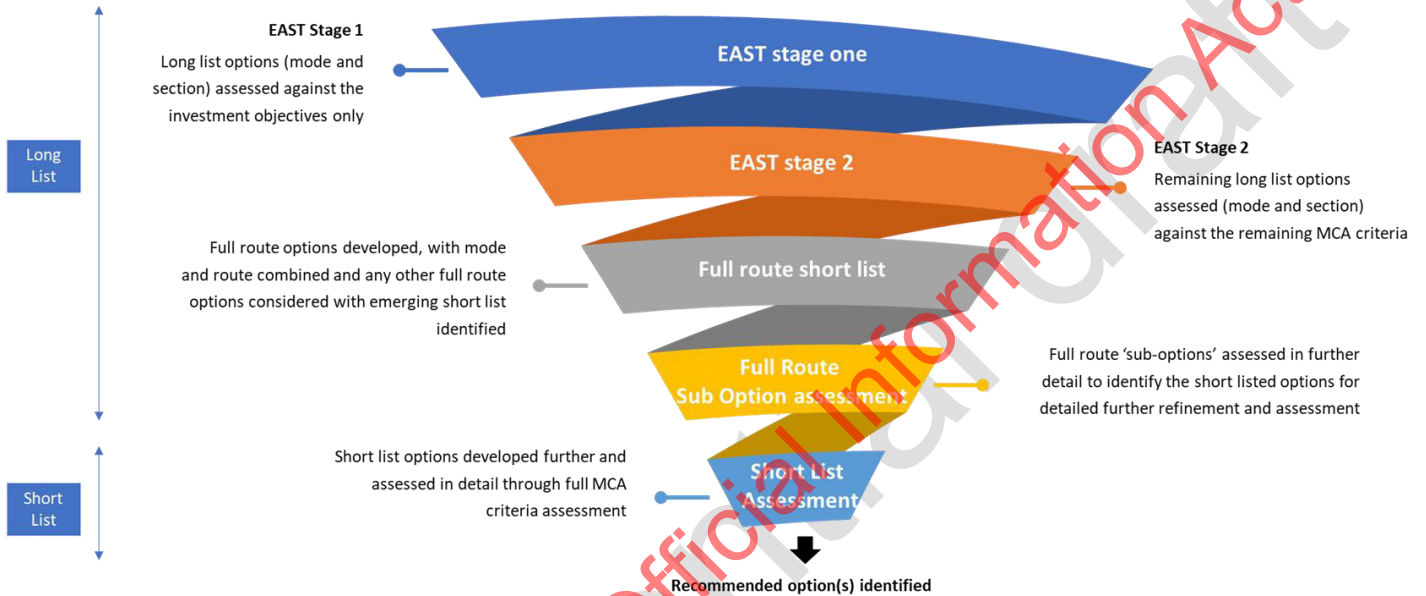 EAST Stage 1
Long list options (mode and
section) assessed against the
investment objectives only
EAST stage one
Long
List
EAST stage 2
EAST Stage 2
Remaining long list options
assessed (mode and section)
against the remaining MCA criteria
Full route options developed, with mode
and route combined and any other full route
options considered with emerging short list
identified
Full route short list
Full Route
Sub Option assessment
Full route ‘sub-options’ assessed in further
detail to identify the short listed options for
detailed further refinement and assessment
Short list options developed further and
assessed in detail through full MCA
criteria assessment
Short List
Assessment
Short
List
Recommended option(s) identified
Official Information Act
draft